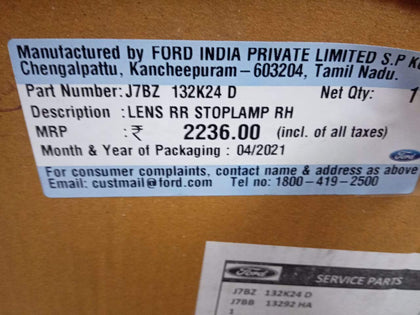 Manufactured by FORD INDIA PRIVATE LIMITED S.P
Chengalpattu, Kancheepuram-603204, Tamil Nadu.
Part Number: J7BZ 132K24 D Net Qty: 1
Description : LENS RR STOPLAMP RH
MRP : ₹ 2236.00 (incl. of all taxes)
Month & Year of Packaging : 04/2021
Ford
For consumer complaints, contact name & address as above
Email: custmail@ford.com Tel no: 1800-419-2500
Ford SERVICE PARTS
J7BZ 132K24 D
J7BB 13292 HA
1